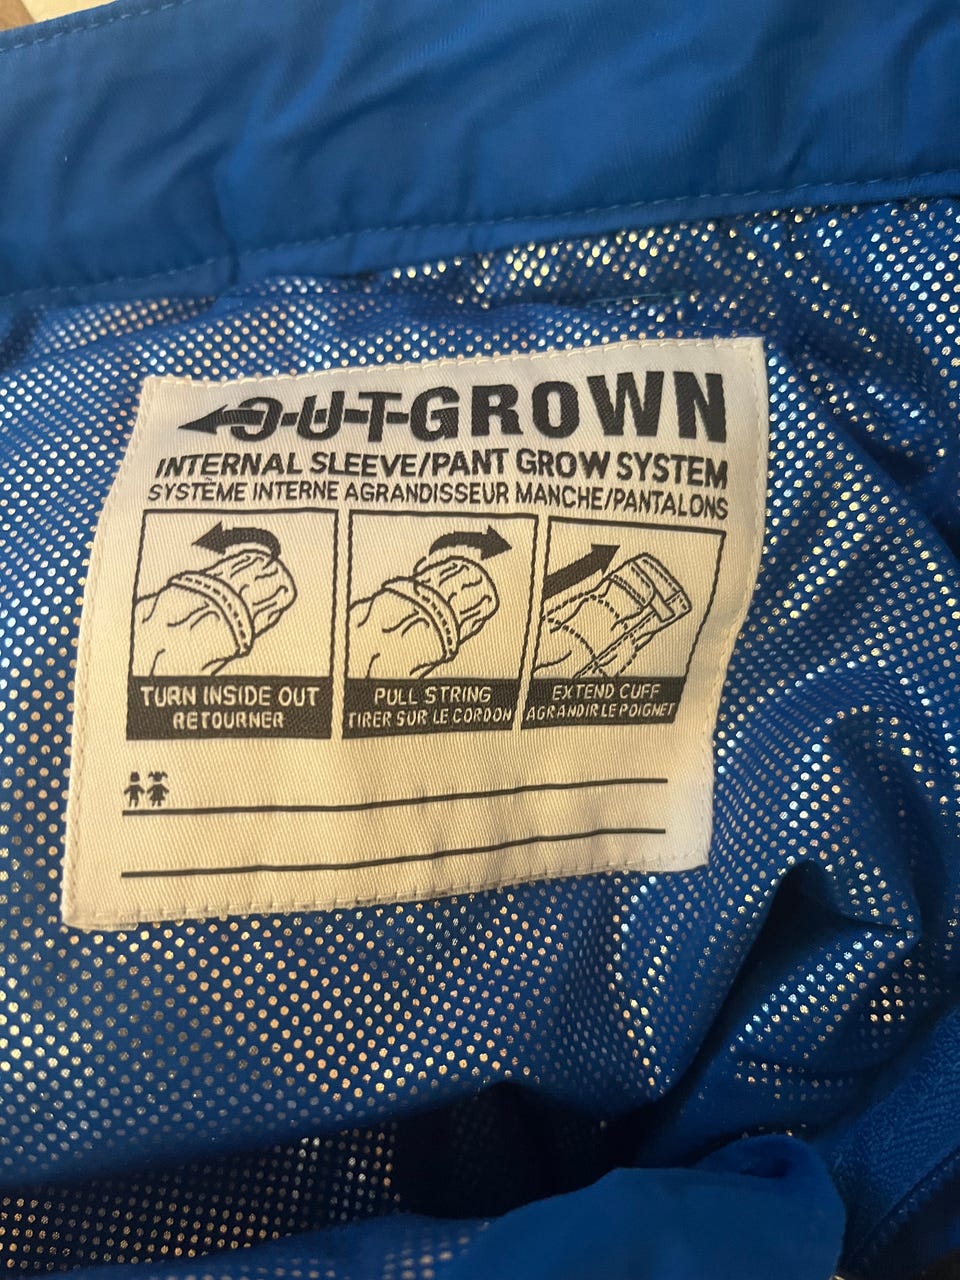 OUTGROWN
INTERNAL SLEEVE/PANT GROW SYSTEM
SYSTÈME INTERNE AGRANDISSEUR MANCHE/PANTALONS
TURN INSIDE OUT
RETOURNER
PULL STRING
TIRER SUR LE CORDON
EXTEND CUFF
AGRANDIR LE POIGNET